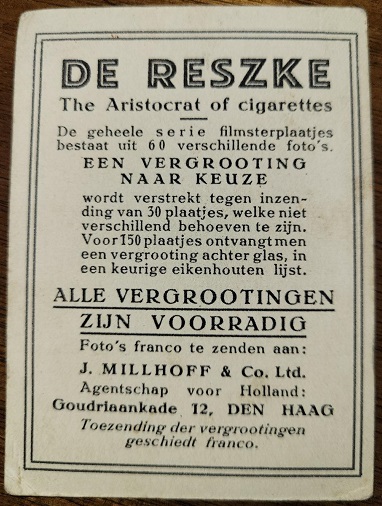 DE RESZKE
The Aristocrat of cigarettes
De geheele serie filmsterplaatjes
bestaat uit 60 verschillende foto's.
EEN VERGROOTING
NAAR KEUZE
wordt verstrekt tegen inzen-
ding van 30 plaatjes, welke niet
verschillend behoeven te zijn.
Voor 150 plaatjes ontvangt men
een vergrooting achter glas, in
een keurige eikenhouten lijst.
ALLE VERGROOTINGEN
ZIJN VOORRADIG
Foto's franco te zenden aan:
J. MILLHOFF & Co. Ltd.
Agentschap voor Holland:
Goudriaankade 12, DEN HAAG
Toezending der vergrootingen
geschiedt franco.